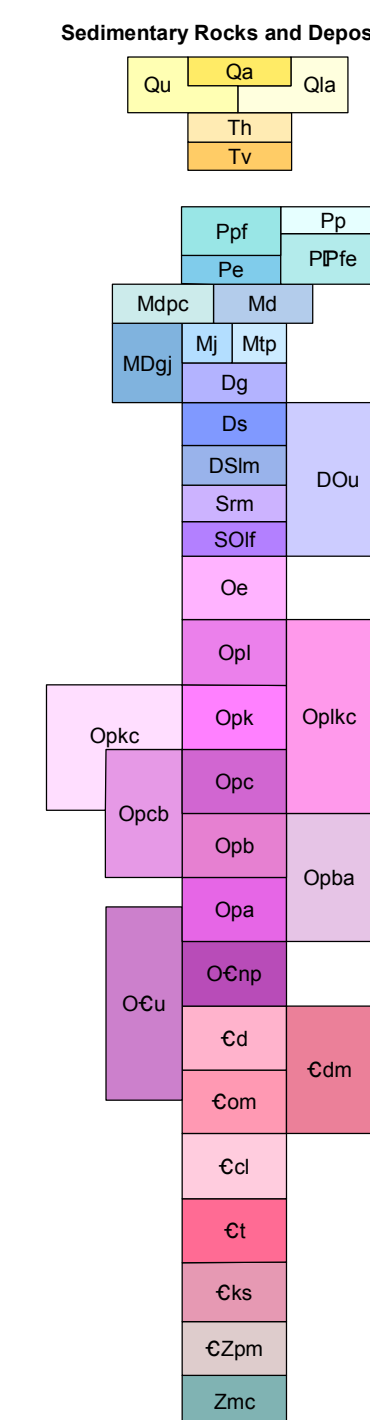 Sedimentary Rocks and Depos
Qu
Qa
Qla
Th
Tv
Ppf
Pp
Pe
Mdpc
Md
MDgj
Mj
Mtp
Dg
Ds
DSlm
DOu
Srm
SOlf
Oe
Opl
Opkc
Opk
Oplkc
Opc
Opcb
Opb
Opba
Opa
O€np
O€u
€d
€dm
€om
€cl
€t
€ks
€Zpm
Zmc